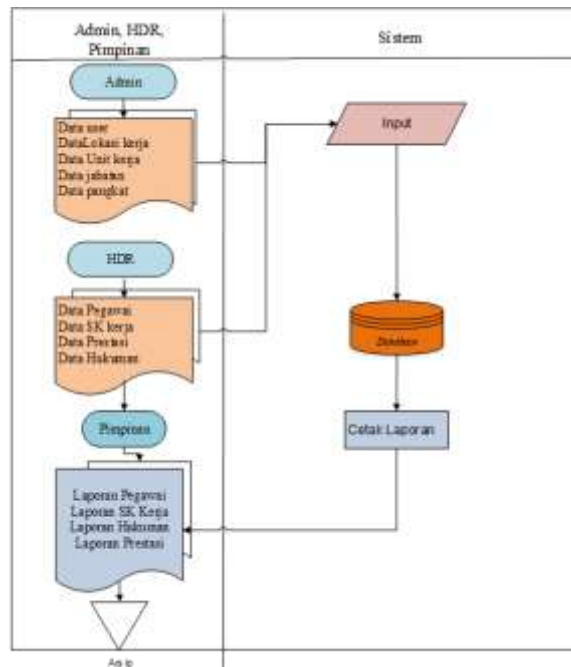 Admin, HDR,
Pimpinan
Sistem
Admin
Data user
DataLokasi kerja
Data Unit kerja
Data jabatan
Data pangkat
Input
HDR
Data Pegawai
Data SK kerja
Data Prestasi
Data Hukuman
Database
Pimpinan
Cetak Laporan
Laporan Pegawai
Laporan SK Kerja
Laporan Hukuman
Laporan Prestasi